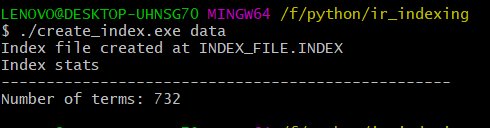 LENOVO@DESKTOP-UHNSG70 MINGW64 /f/python/ir_indexing
$ ./create_index.exe data
Index file created at INDEX_FILE.INDEX
Index stats
--------------------------------------------------
Number of terms: 732